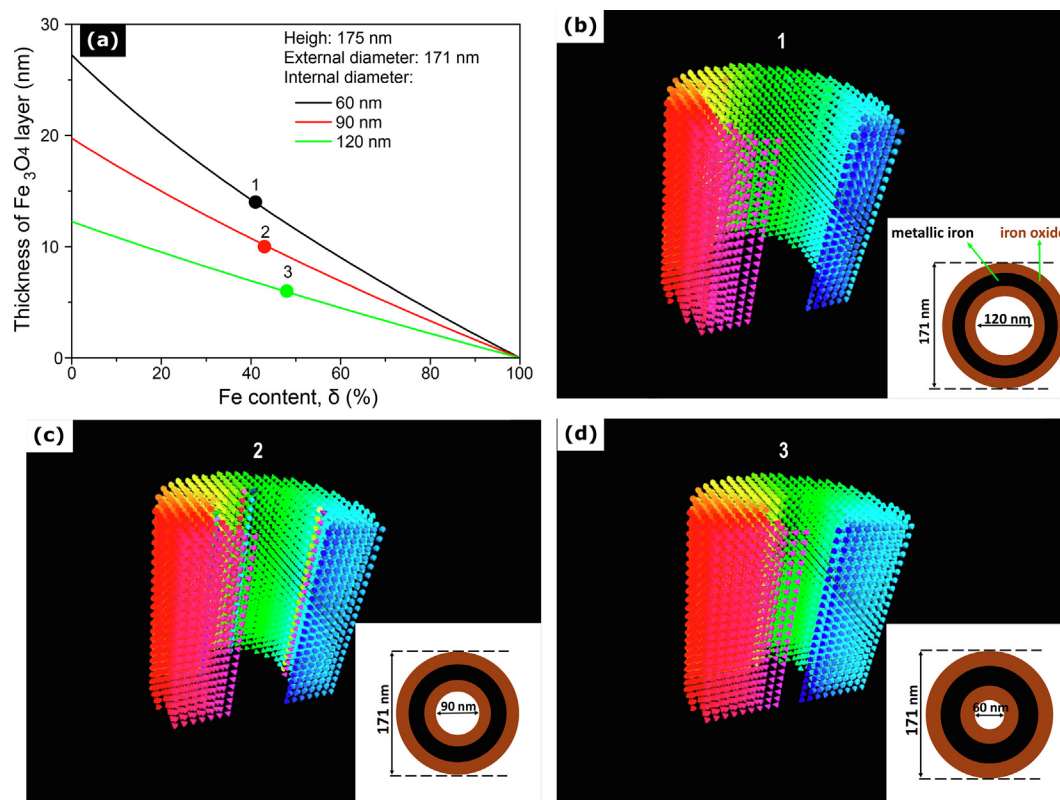 (a)
Heigh: 175 nm
External diameter: 171 nm
Internal diameter:
60 nm
90 nm
120 nm
1
2
3
30
20
10
0
0
20
40
60
80
100
Thickness of Fe3O4 layer (nm)
Fe content, δ (%)
(b)
1
metallic iron
iron oxide
171 nm
120 nm
(c)
2
171 nm
90 nm
(d)
3
171 nm
60 nm